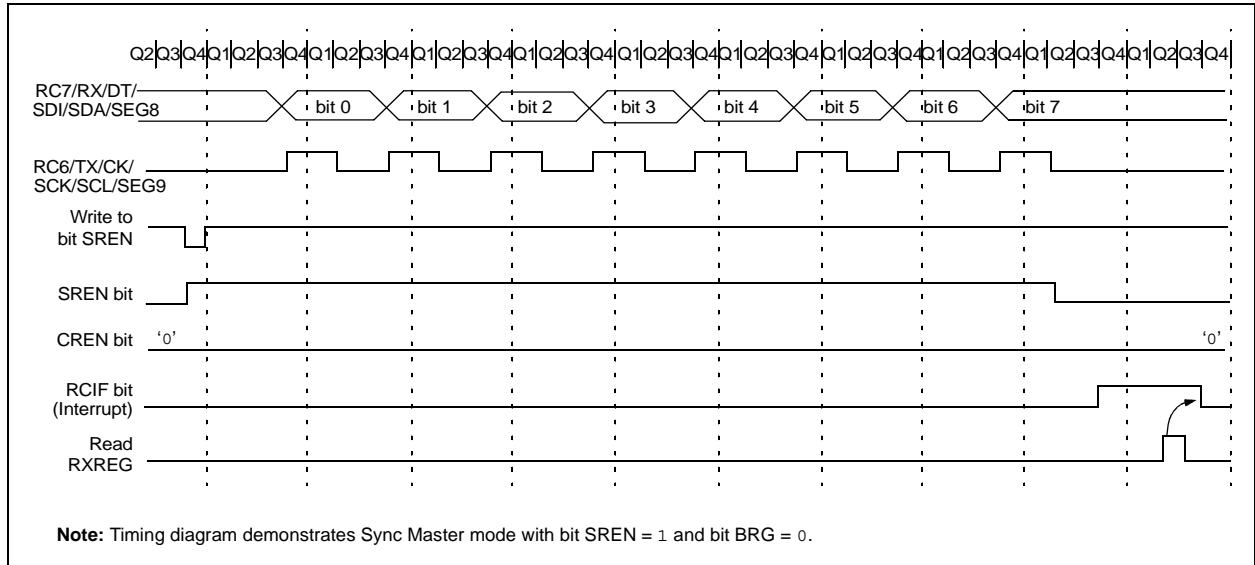 Q2 Q3 Q4 Q1 Q2 Q3 Q4 Q1 Q2 Q3 Q4 Q1 Q2 Q3 Q4 Q1 Q2 Q3 Q4 Q1 Q2 Q3 Q4 Q1 Q2 Q3 Q4 Q1 Q2 Q3 Q4 Q1 Q2 Q3 Q4 Q1 Q2 Q3 Q4 Q1 Q2 Q3 Q4
RC7/RX/DT/
SDI/SDA/SEG8
bit 0 bit 1 bit 2 bit 3 bit 4 bit 5 bit 6 bit 7
RC6/TX/CK/
SCK/SCL/SEG9
Write to
bit SREN
SREN bit
CREN bit ‘0’ ‘0’
RCIF bit
(Interrupt)
Read
RXREG
Note: Timing diagram demonstrates Sync Master mode with bit SREN = 1 and bit BRG = 0.